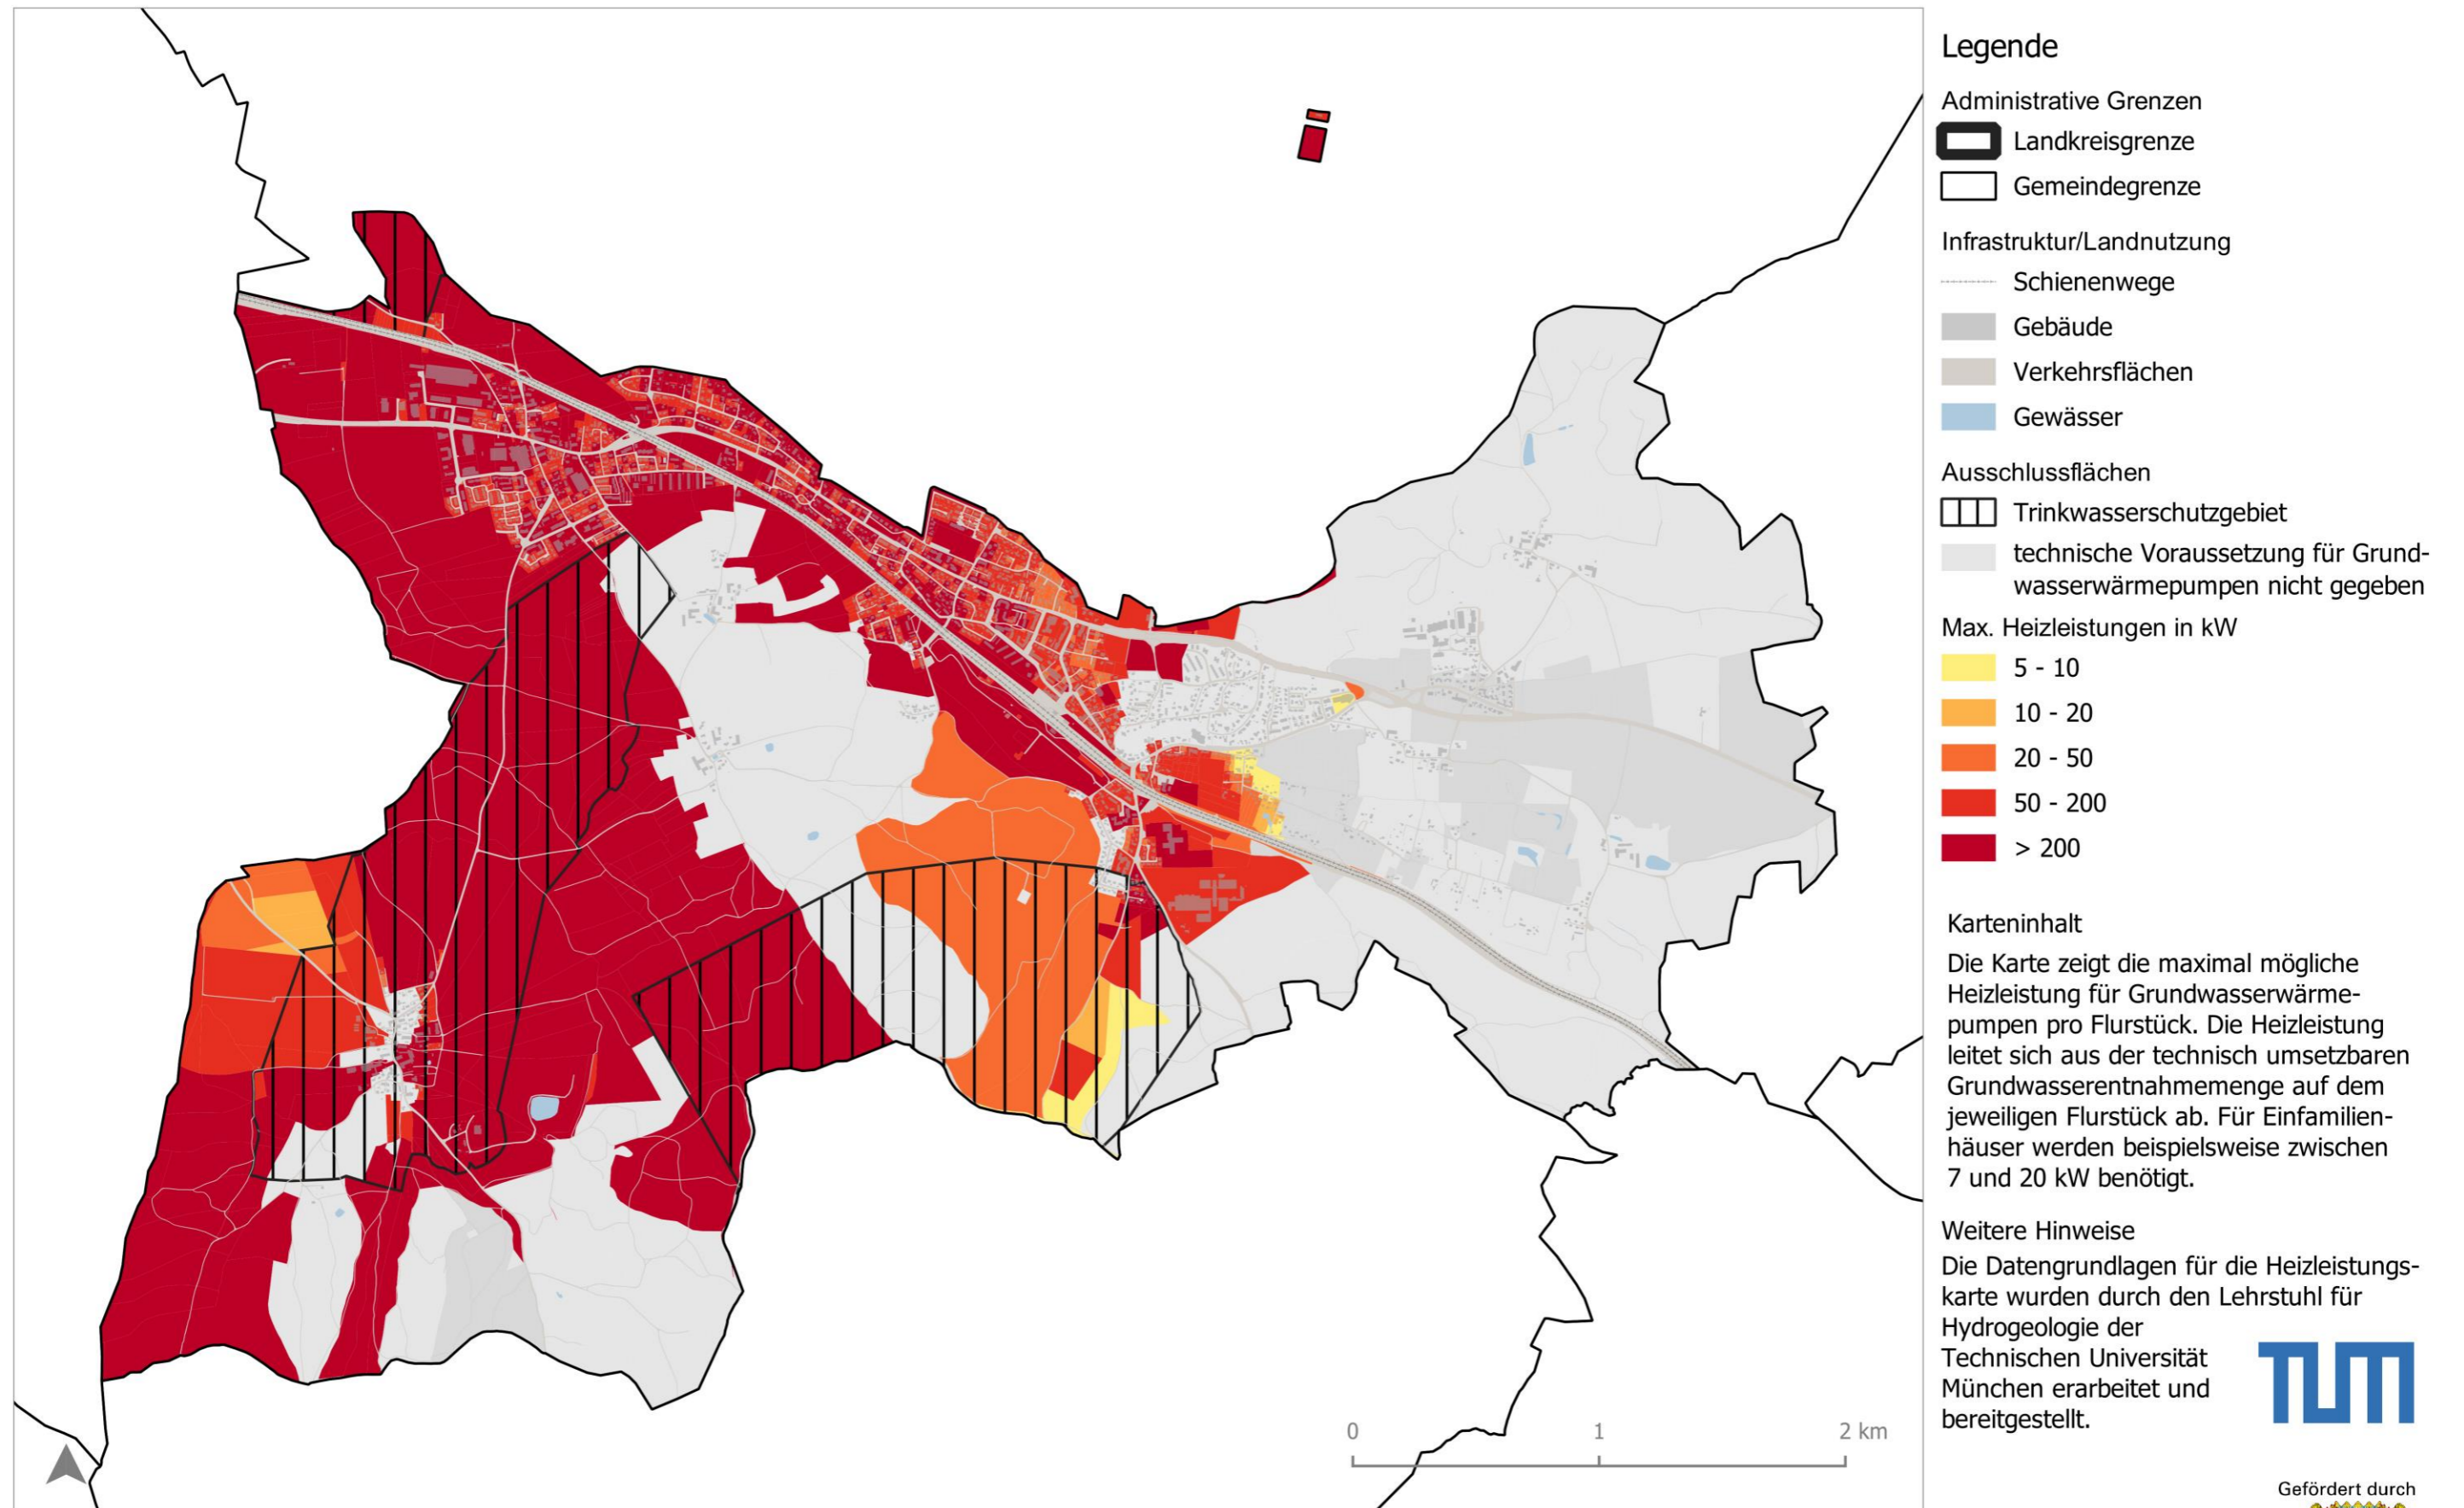 Legende
Administrative Grenzen
Landkreisgrenze
Gemeindegrenze
Infrastruktur/Landnutzung
Schienenwege
Gebäude
Verkehrsflächen
Gewässer
Ausschlussflächen
Trinkwasserschutzgebiet
technische Voraussetzung für Grund-
wasserwärmepumpen nicht gegeben
Max. Heizleistungen in kW
5 - 10
10 - 20
20 - 50
50 - 200
> 200
Karteninhalt
Die Karte zeigt die maximal mögliche
Heizleistung für Grundwasserwärme-
pumpen pro Flurstück. Die Heizleistung
leitet sich aus der technisch umsetzbaren
Grundwasserentnahmemenge auf dem
jeweiligen Flurstück ab. Für Einfamilien-
häuser werden beispielsweise zwischen
7 und 20 kW benötigt.
Weitere Hinweise
Die Datengrundlagen für die Heizleistungs-
karte wurden durch den Lehrstuhl für
Hydrogeologie der
Technischen Universität
München erarbeitet und
bereitgestellt.
TUM
0 1 2 km
Gefördert durch